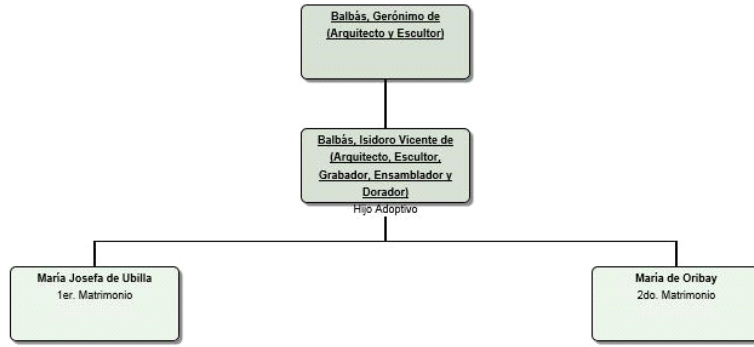 Balbás, Gerónimo de
(Arquitecto y Escultor)
Balbás, Isidoro Vicente de
(Arquitecto, Escultor,
Grabador, Ensamblador y
Dorador)
Hijo Adoptivo
María Josefa de Ubilla
1er. Matrimonio
María de Oribay
2do. Matrimonio